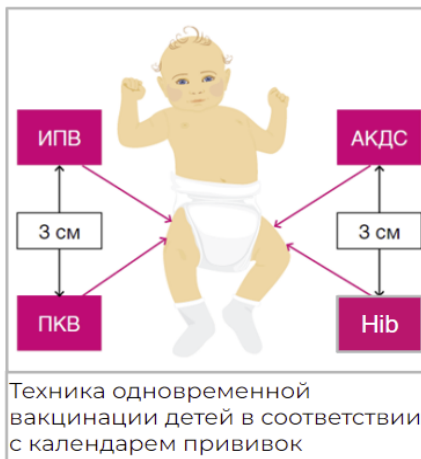 ИПВ
АКДС
3 см
3 см
ПКВ
Hib
Техника одновременной
вакцинации детей в соответствии
с календарем прививок